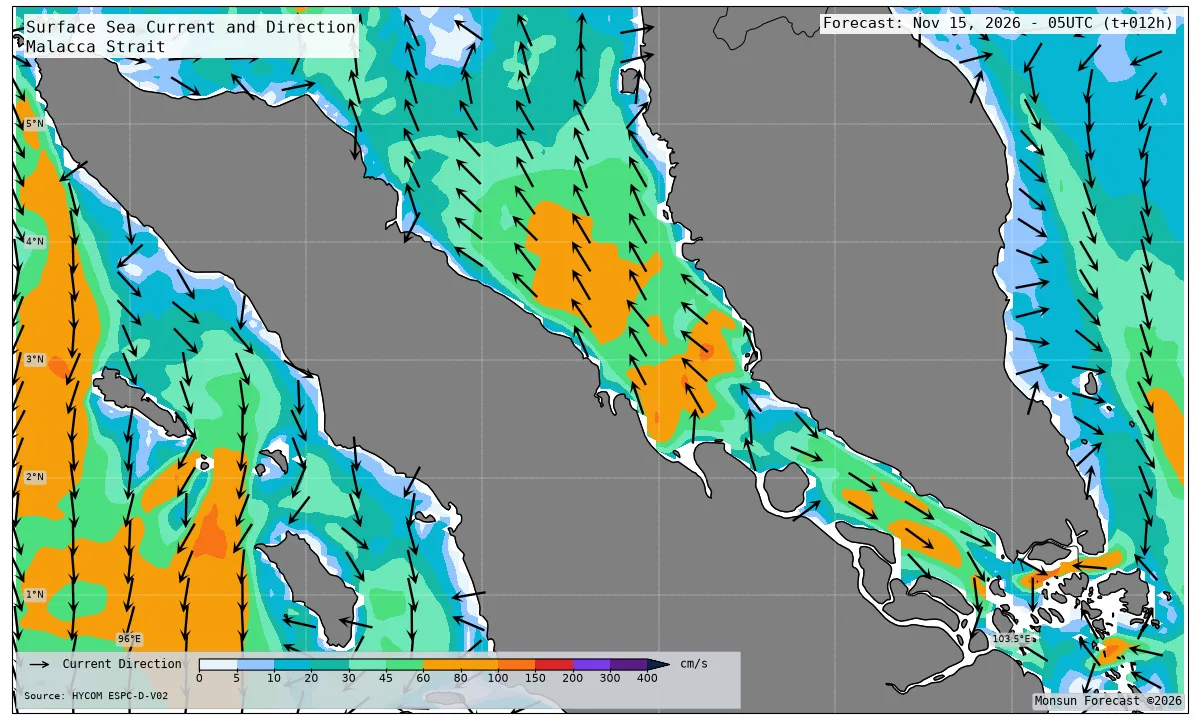 Surface Sea Current and Direction
Malacca Strait
Forecast: Nov 15, 2026 - 05UTC (t+012h)
5°N
4°N
3°N
2°N
1°N
96°E
103.5°E
Current Direction
0 5 10 20 30 45 60 80 100 150 200 300 400
cm/s
Source: HYCOM ESPC-D-V02
Monsun Forecast ©2026